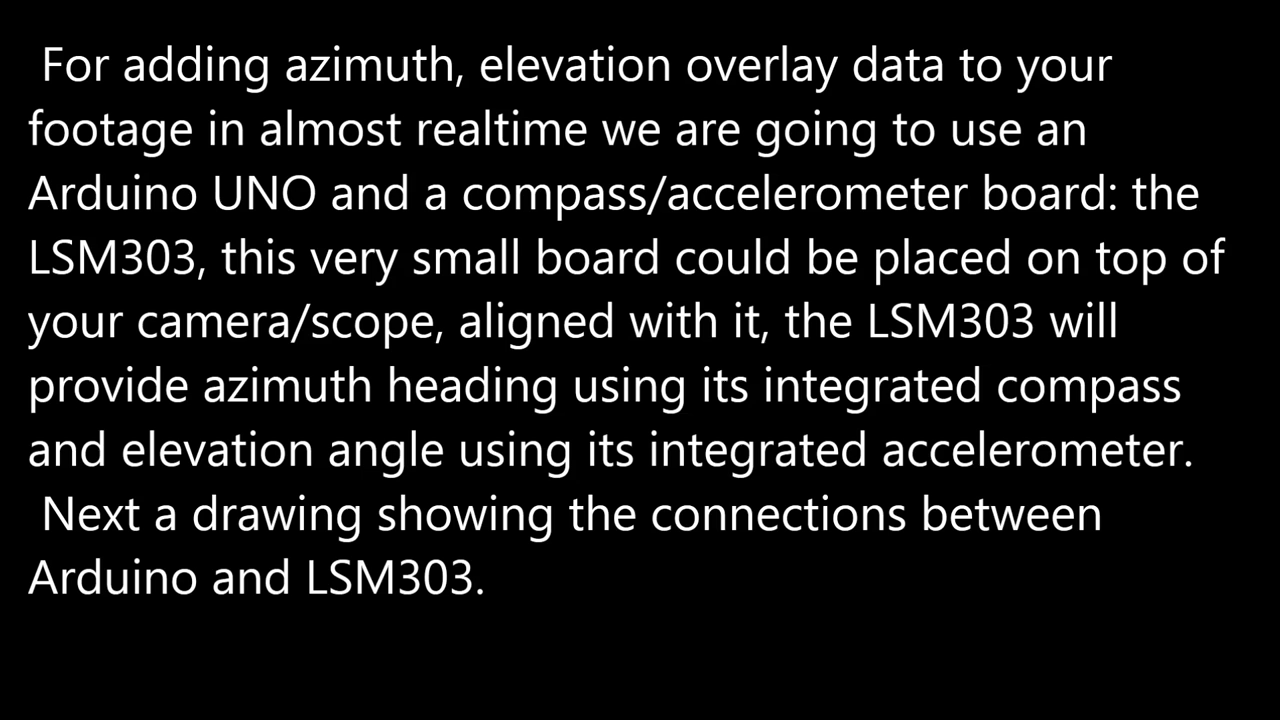 For adding azimuth, elevation overlay data to your
footage in almost realtime we are going to use an
Arduino UNO and a compass/accelerometer board: the
LSM303, this very small board could be placed on top of
your camera/scope, aligned with it, the LSM303 will
provide azimuth heading using its integrated compass
and elevation angle using its integrated accelerometer.
Next a drawing showing the connections between
Arduino and LSM303.